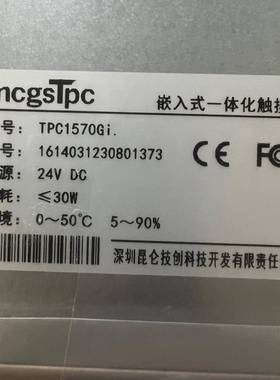 mcgsTpc 嵌入式一体化触
号: TPC1570Gi.
号: 1614031230801373
源: 24V DC
耗: ≤30W
境: 0~50℃ 5~90%
CE FC
深圳昆仑技创科技开发有限责任